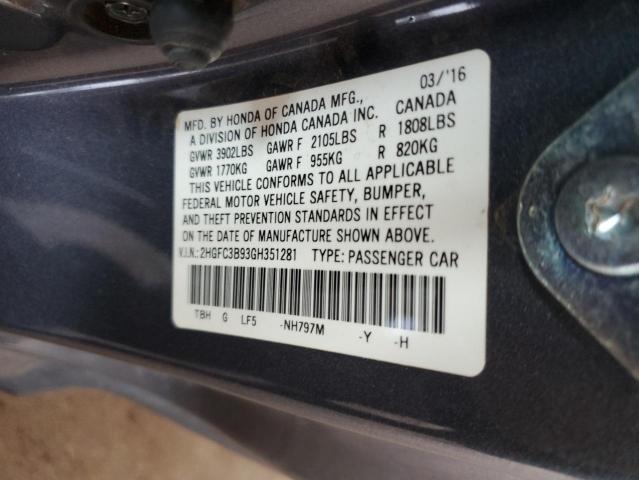 03/'16
MFD. BY HONDA OF CANADA MFG.,
A DIVISION OF HONDA CANADA INC. CANADA
GVWR 3902LBS GAWR F 2105LBS R 1808LBS
GVWR 1770KG GAWR F 955KG R 820KG
THIS VEHICLE CONFORMS TO ALL APPLICABLE
FEDERAL MOTOR VEHICLE SAFETY, BUMPER,
AND THEFT PREVENTION STANDARDS IN EFFECT
ON THE DATE OF MANUFACTURE SHOWN ABOVE.
V.I.N.: 2HGFC3B93GH351281 TYPE: PASSENGER CAR
TBH G LF5 -NH797M -Y -H